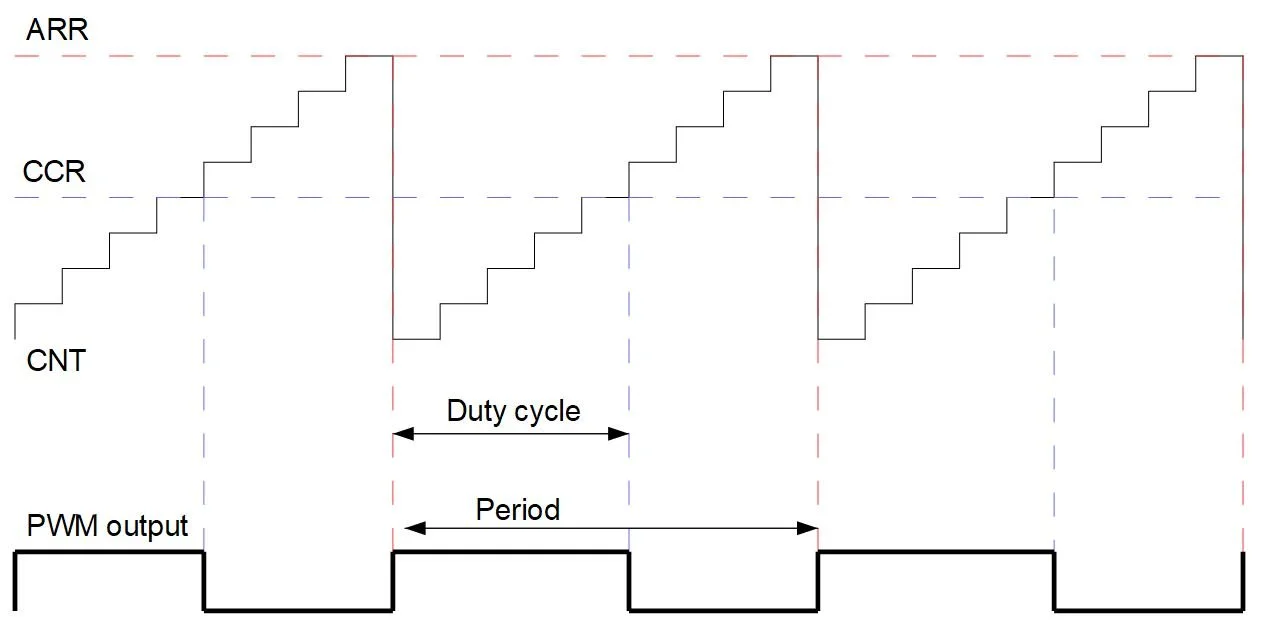 ARR
CCR
CNT
Duty cycle
Period
PWM output